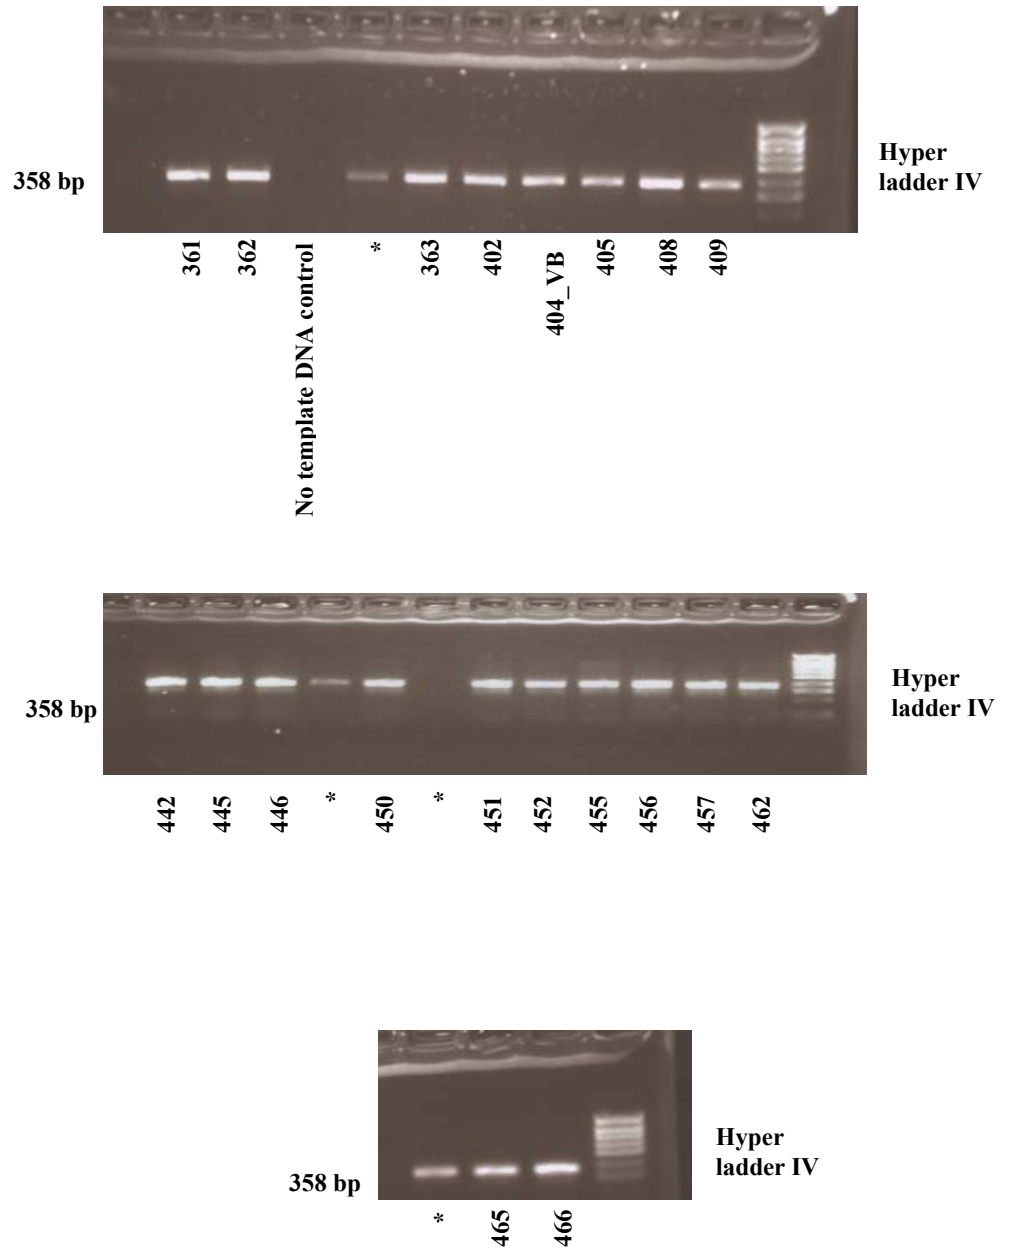 358 bp
Hyper
ladder IV
361
362
No template DNA control
*
363
402
404_VB
405
408
409
358 bp
Hyper
ladder IV
442
445
446
*
450
*
451
452
455
456
457
462
358 bp
Hyper
ladder IV
*
465
466